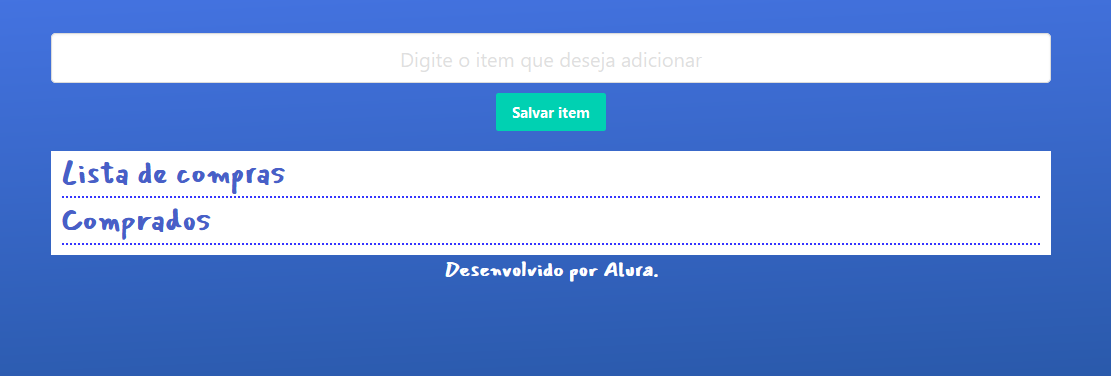 Digite o item que deseja adicionar
Salvar item
Lista de compras
Comprados
Desenvolvido por Alura.